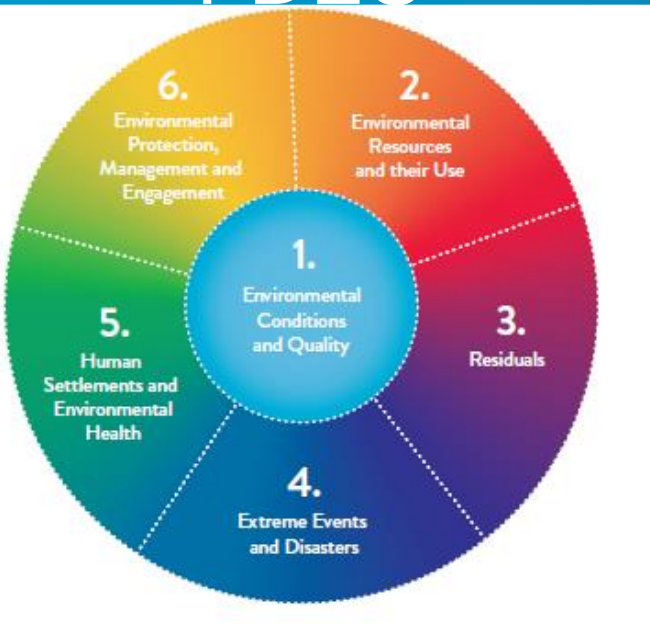 1.
Environmental
Conditions
and Quality
2.
Environmental
Resources
and their Use
3.
Residuals
4.
Extreme Events
and Disasters
5.
Human
Settlements and
Environmental
Health
6.
Environmental
Protection,
Management and
Engagement